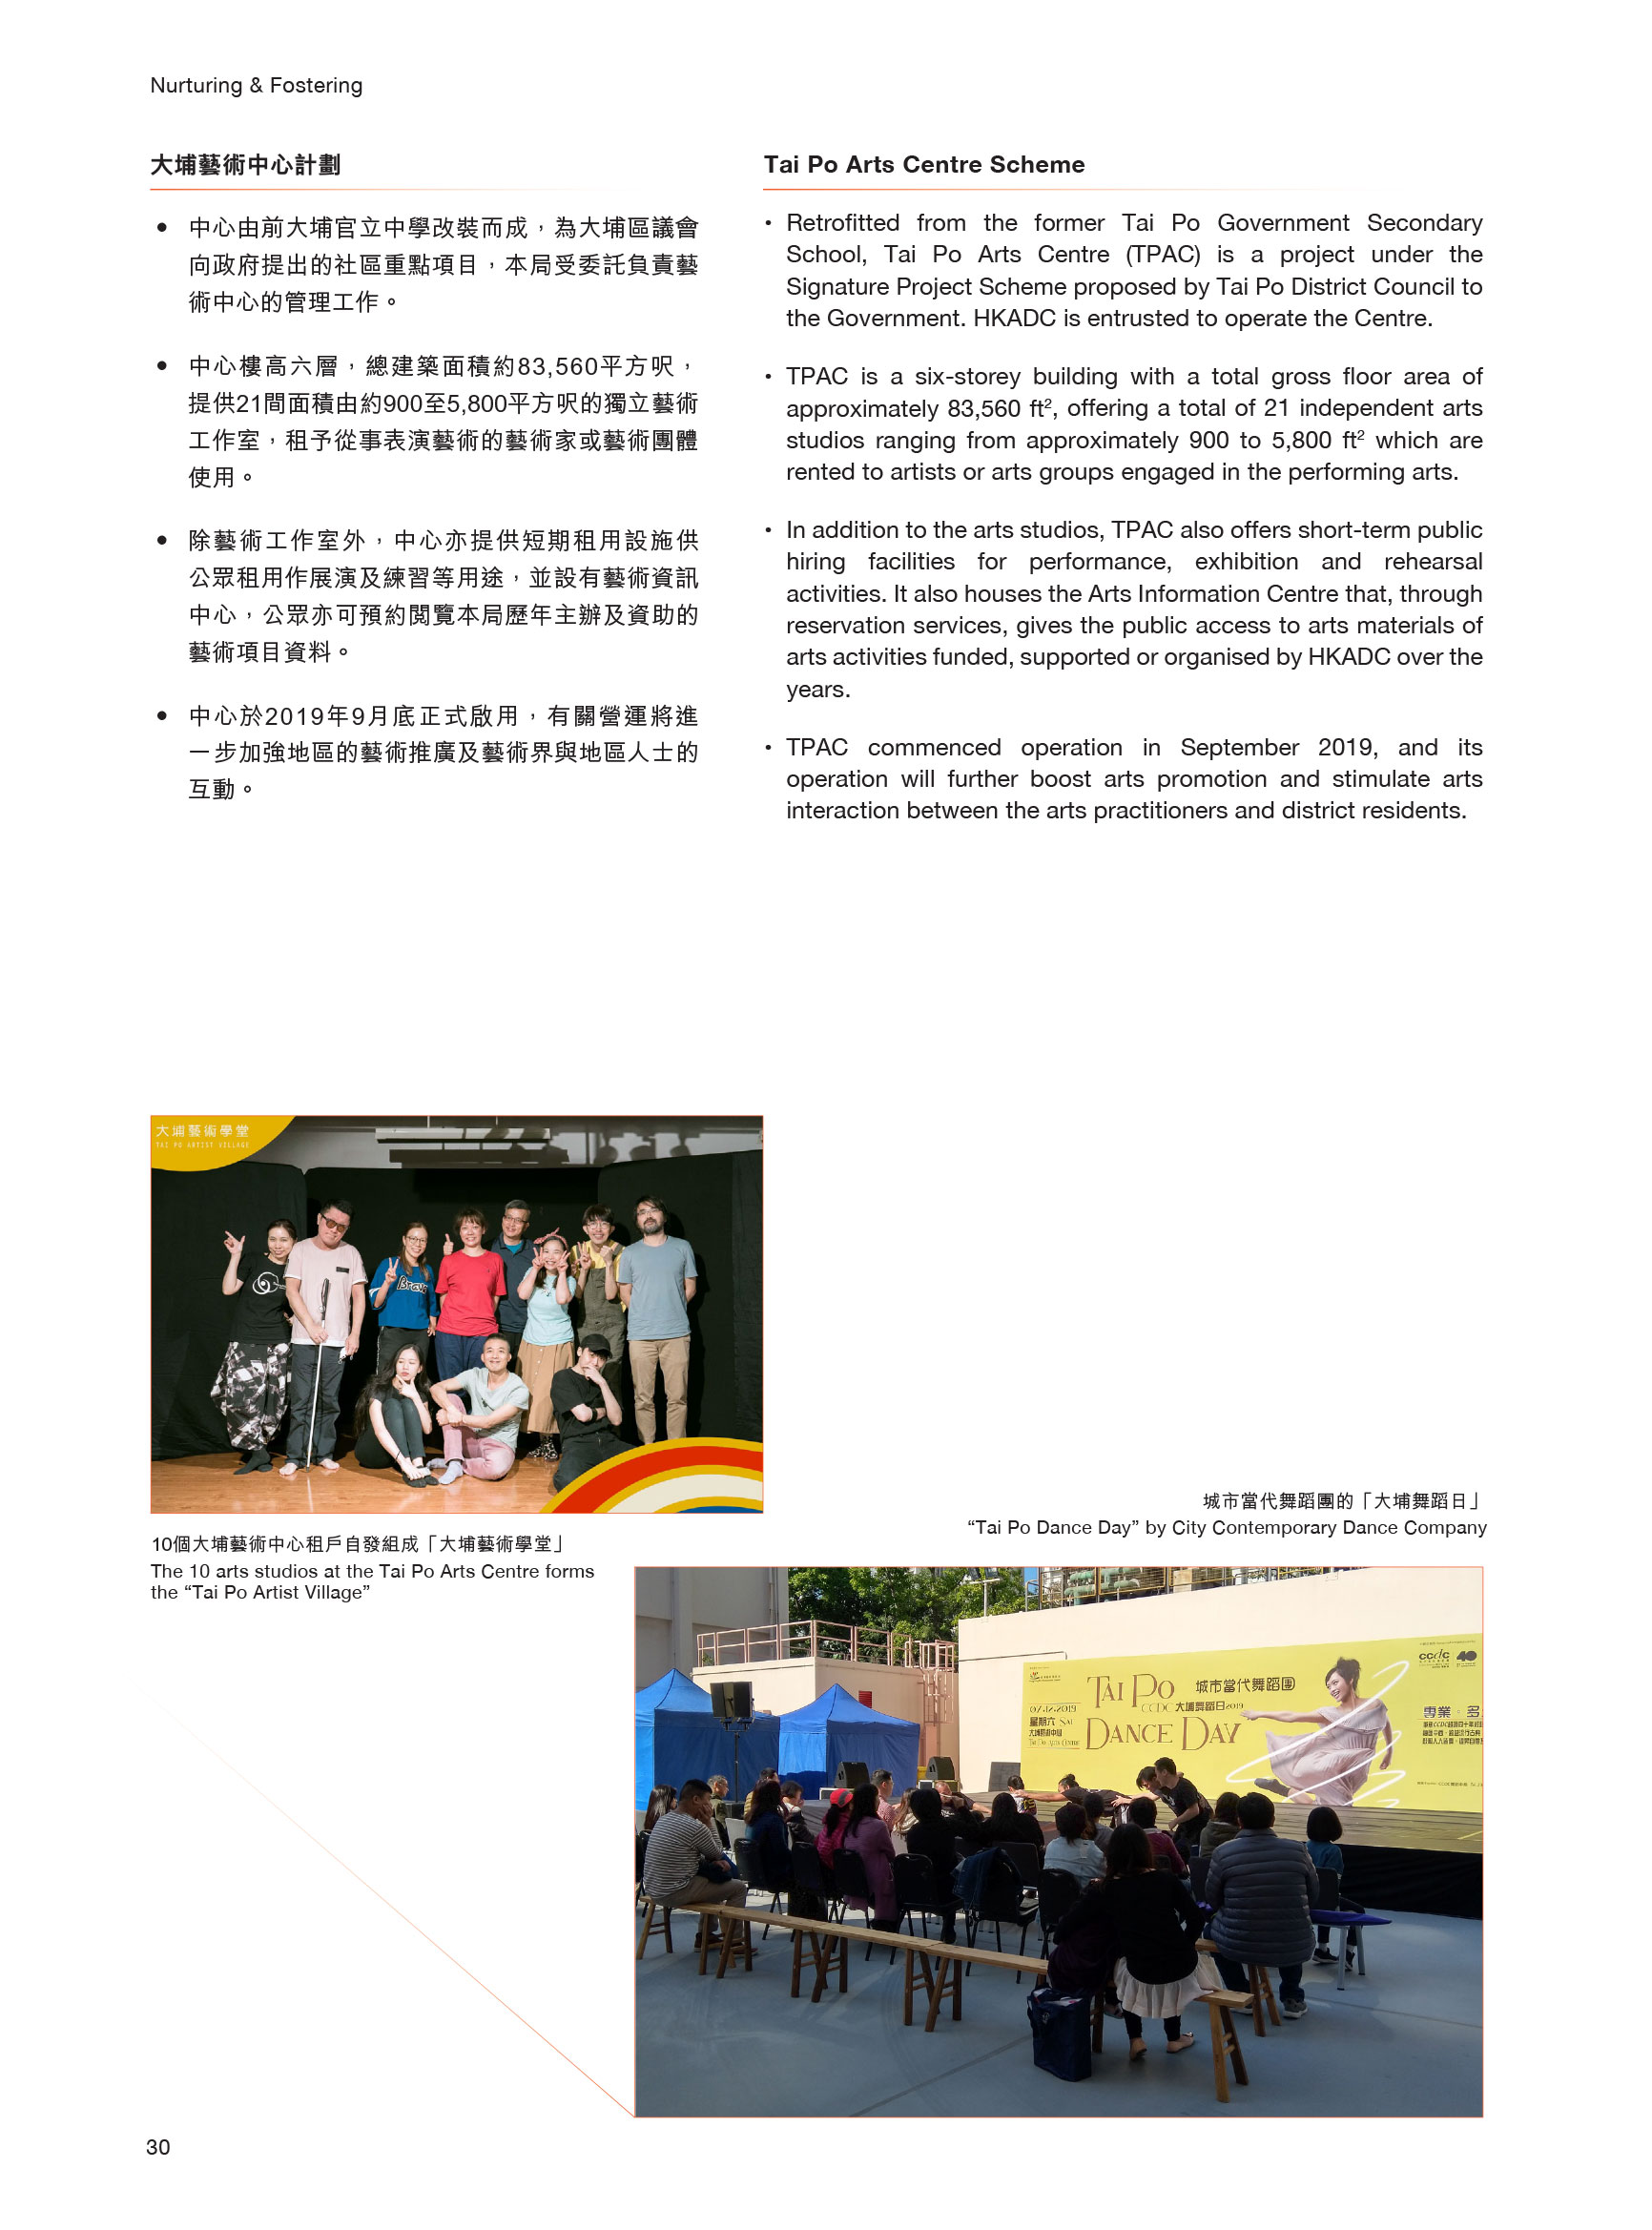 Nurturing & Fostering
大埔藝術中心計劃
● 中心由前大埔官立中學改裝而成，為大埔區議會
向政府提出的社區重點項目，本局受委託負責藝
術中心的管理工作。
● 中心樓高六層，總建築面積約83,560平方呎，
提供21間面積由約900至5,800平方呎的獨立藝術
工作室，租予從事表演藝術的藝術家或藝術團體
使用。
● 除藝術工作室外，中心亦提供短期租用設施供
公眾租用作展演及練習等用途，並設有藝術資訊
中心，公眾亦可預約閱覽本局歷年主辦及資助的
藝術項目資料。
● 中心於2019年9月底正式啟用，有關營運將進
一步加強地區的藝術推廣及藝術界與地區人士的
互動。
Tai Po Arts Centre Scheme
• Retrofitted from the former Tai Po Government Secondary
School, Tai Po Arts Centre (TPAC) is a project under the
Signature Project Scheme proposed by Tai Po District Council to
the Government. HKADC is entrusted to operate the Centre.
• TPAC is a six-storey building with a total gross floor area of
approximately 83,560 ft², offering a total of 21 independent arts
studios ranging from approximately 900 to 5,800 ft² which are
rented to artists or arts groups engaged in the performing arts.
• In addition to the arts studios, TPAC also offers short-term public
hiring facilities for performance, exhibition and rehearsal
activities. It also houses the Arts Information Centre that, through
reservation services, gives the public access to arts materials of
arts activities funded, supported or organised by HKADC over the
years.
• TPAC commenced operation in September 2019, and its
operation will further boost arts promotion and stimulate arts
interaction between the arts practitioners and district residents.
大埔藝術學堂
TAI PO ARTIST VILLAGE
Brave
10個大埔藝術中心租戶自發組成「大埔藝術學堂」
The 10 arts studios at the Tai Po Arts Centre forms
the “Tai Po Artist Village”
城市當代舞蹈團的「大埔舞蹈日」
“Tai Po Dance Day” by City Contemporary Dance Company
ccdc 40
TAI PO 城市當代舞蹈團
CCDC 大埔舞蹈日2019
DANCE DAY
07.12.2019
星期六 SAT
大埔藝術中心
Tai Po Arts Centre
專業．多
30